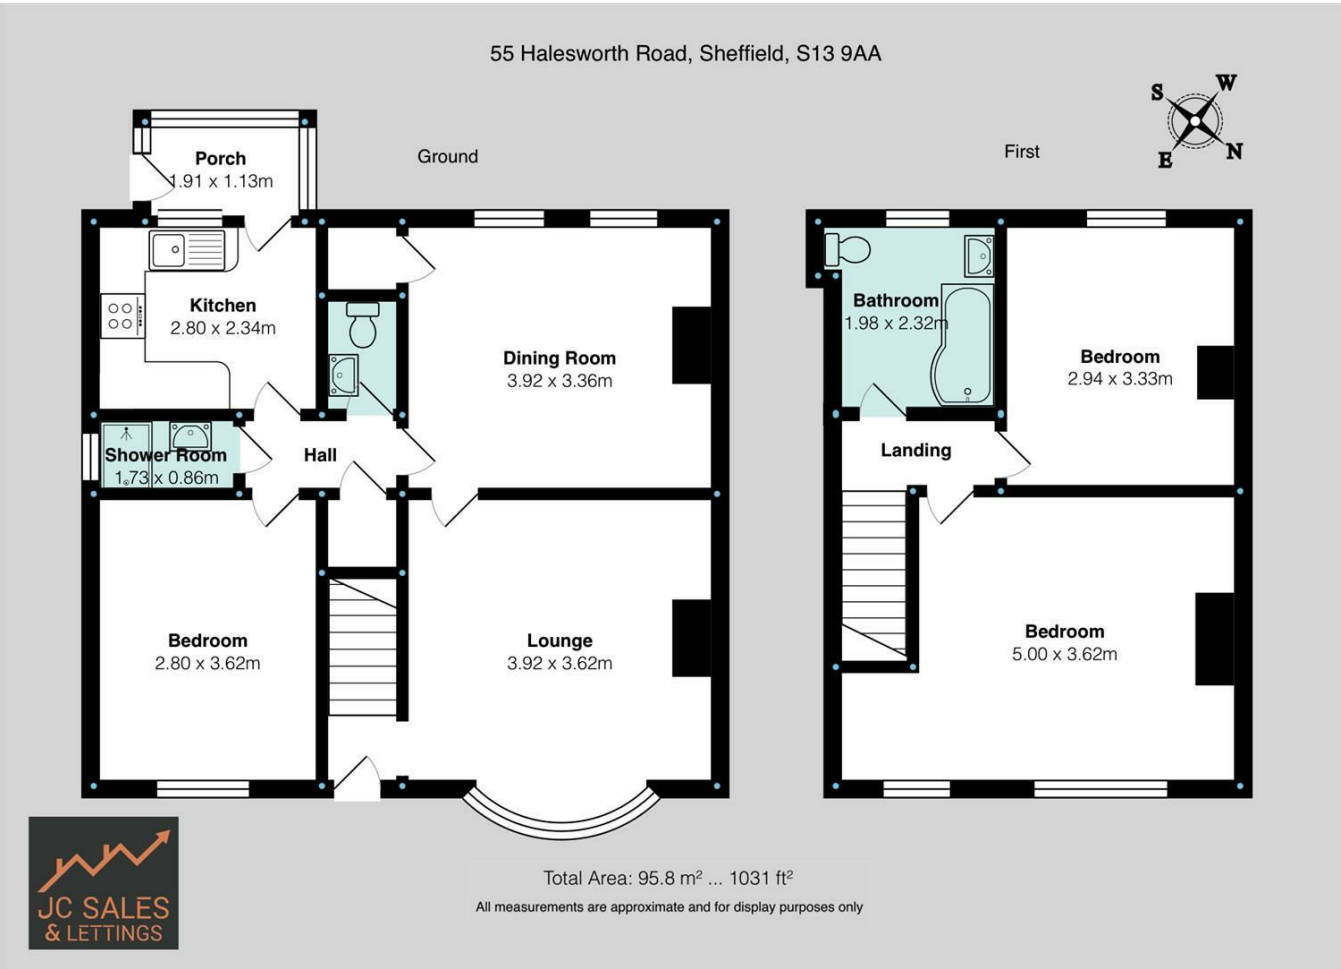 55 Halesworth Road, Sheffield, S13 9AA
S
W
E
N
Ground
First
Porch
1.91 x 1.13m
Kitchen
2.80 x 2.34m
Dining Room
3.92 x 3.36m
Shower Room
1.73 x 0.86m
Hall
Bedroom
2.80 x 3.62m
Lounge
3.92 x 3.62m
Bathroom
1.98 x 2.32m
Bedroom
2.94 x 3.33m
Landing
Bedroom
5.00 x 3.62m
JC SALES
& LETTINGS
Total Area: 95.8 m² ... 1031 ft²
All measurements are approximate and for display purposes only